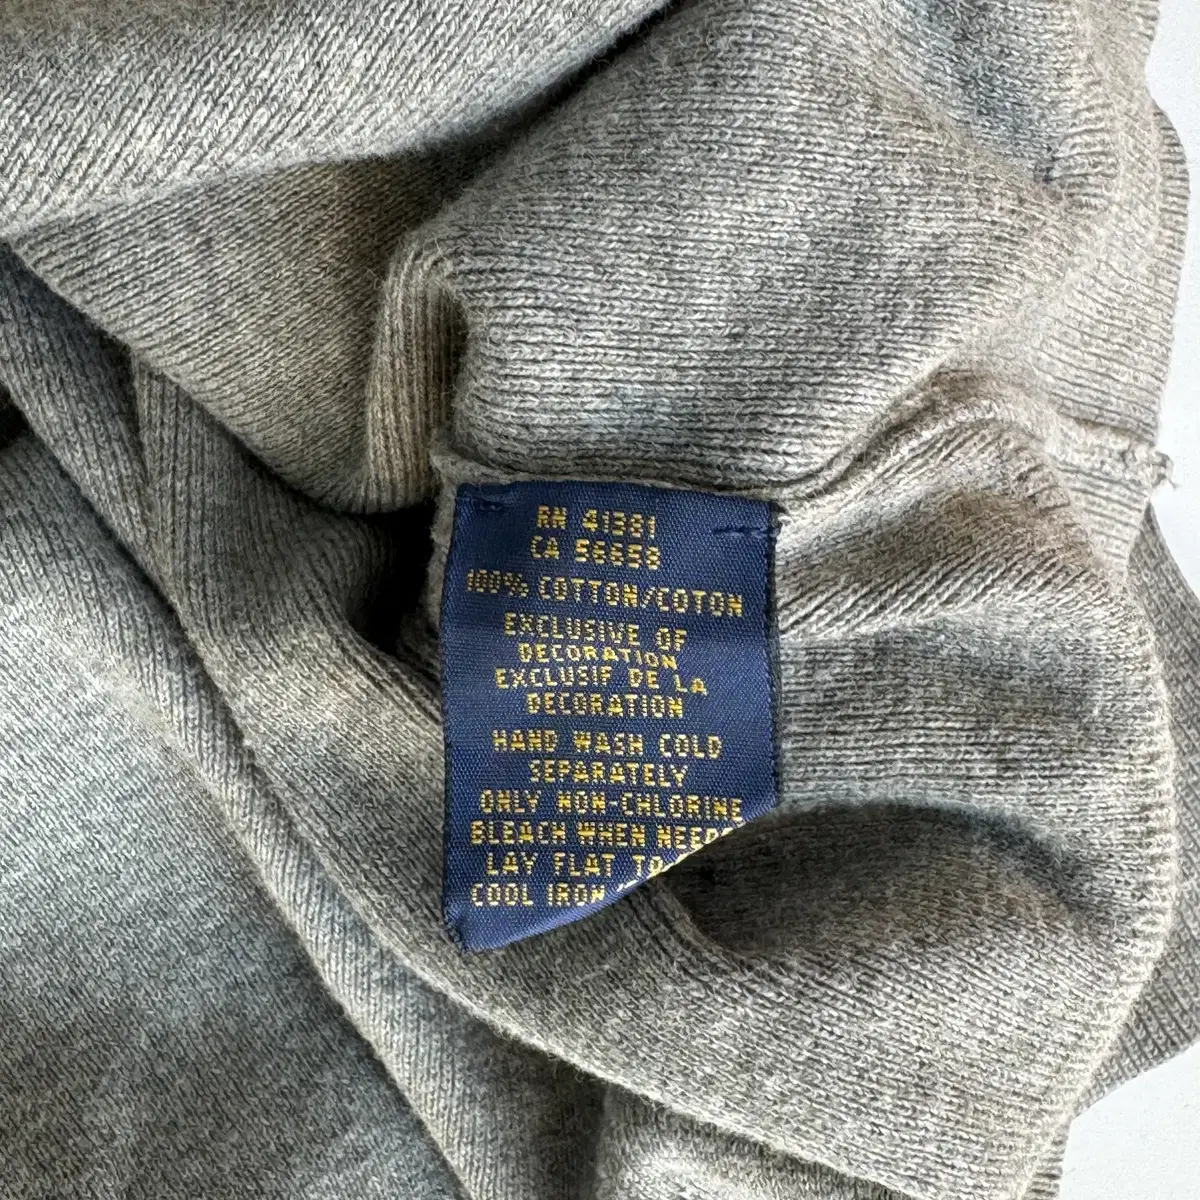 RN 41381
CA 56658
100% COTTON/COTON
EXCLUSIVE OF
DECORATION
EXCLUSIF DE LA
DECORATION
HAND WASH COLD
SEPARATELY
ONLY NON-CHLORINE
BLEACH WHEN
LAY FLAT TO
COOL IRON